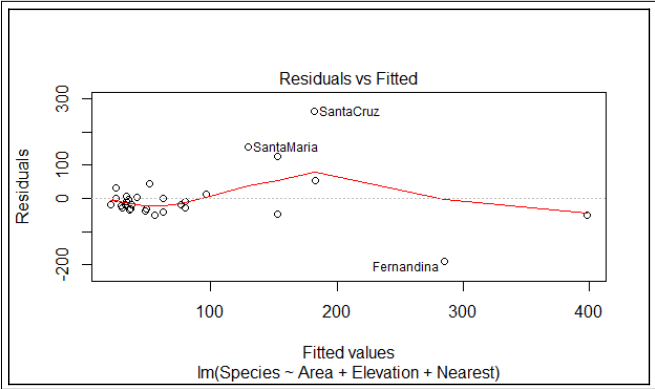 Residuals vs Fitted
Residuals
300
100
0
-200
SantaCruz
SantaMaria
Fernandina
100 200 300 400
Fitted values
lm(Species ~ Area + Elevation + Nearest)